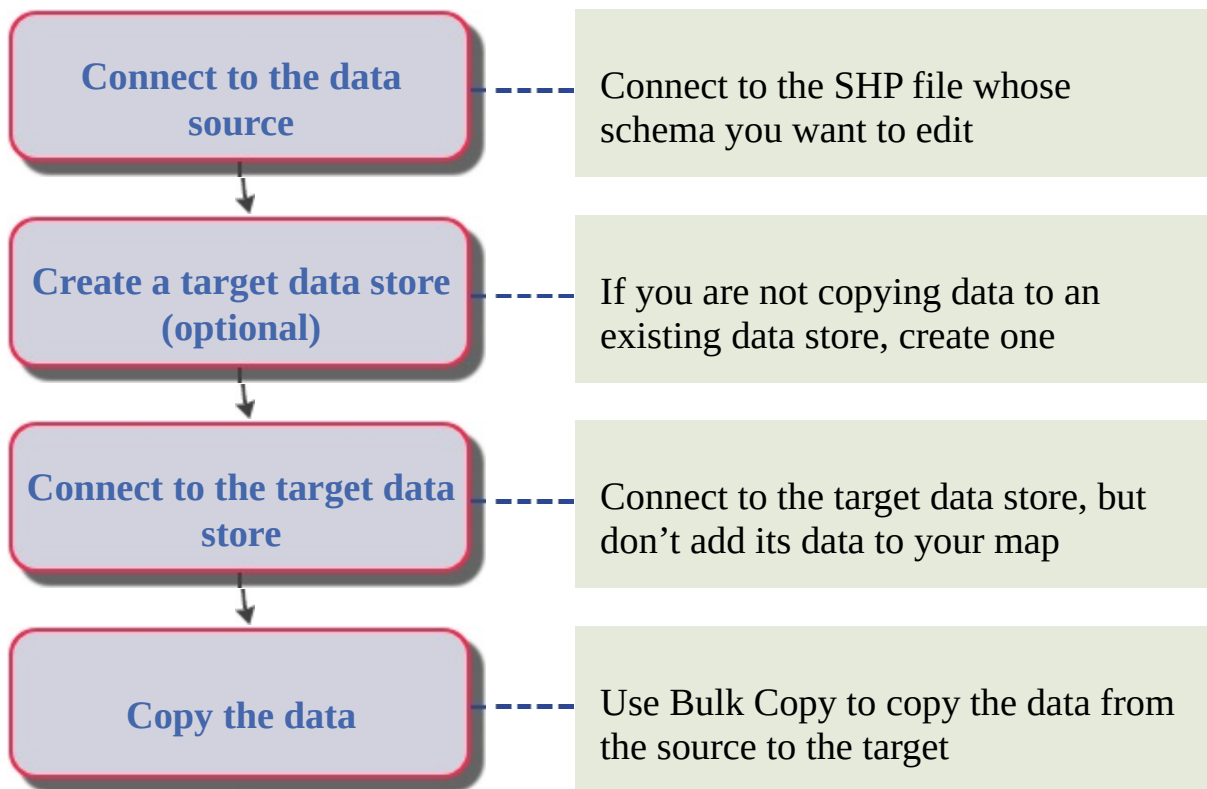 Connect to the data
source
Connect to the SHP file whose
schema you want to edit
Create a target data store
(optional)
If you are not copying data to an
existing data store, create one
Connect to the target data
store
Connect to the target data store, but
don’t add its data to your map
Copy the data
Use Bulk Copy to copy the data from
the source to the target